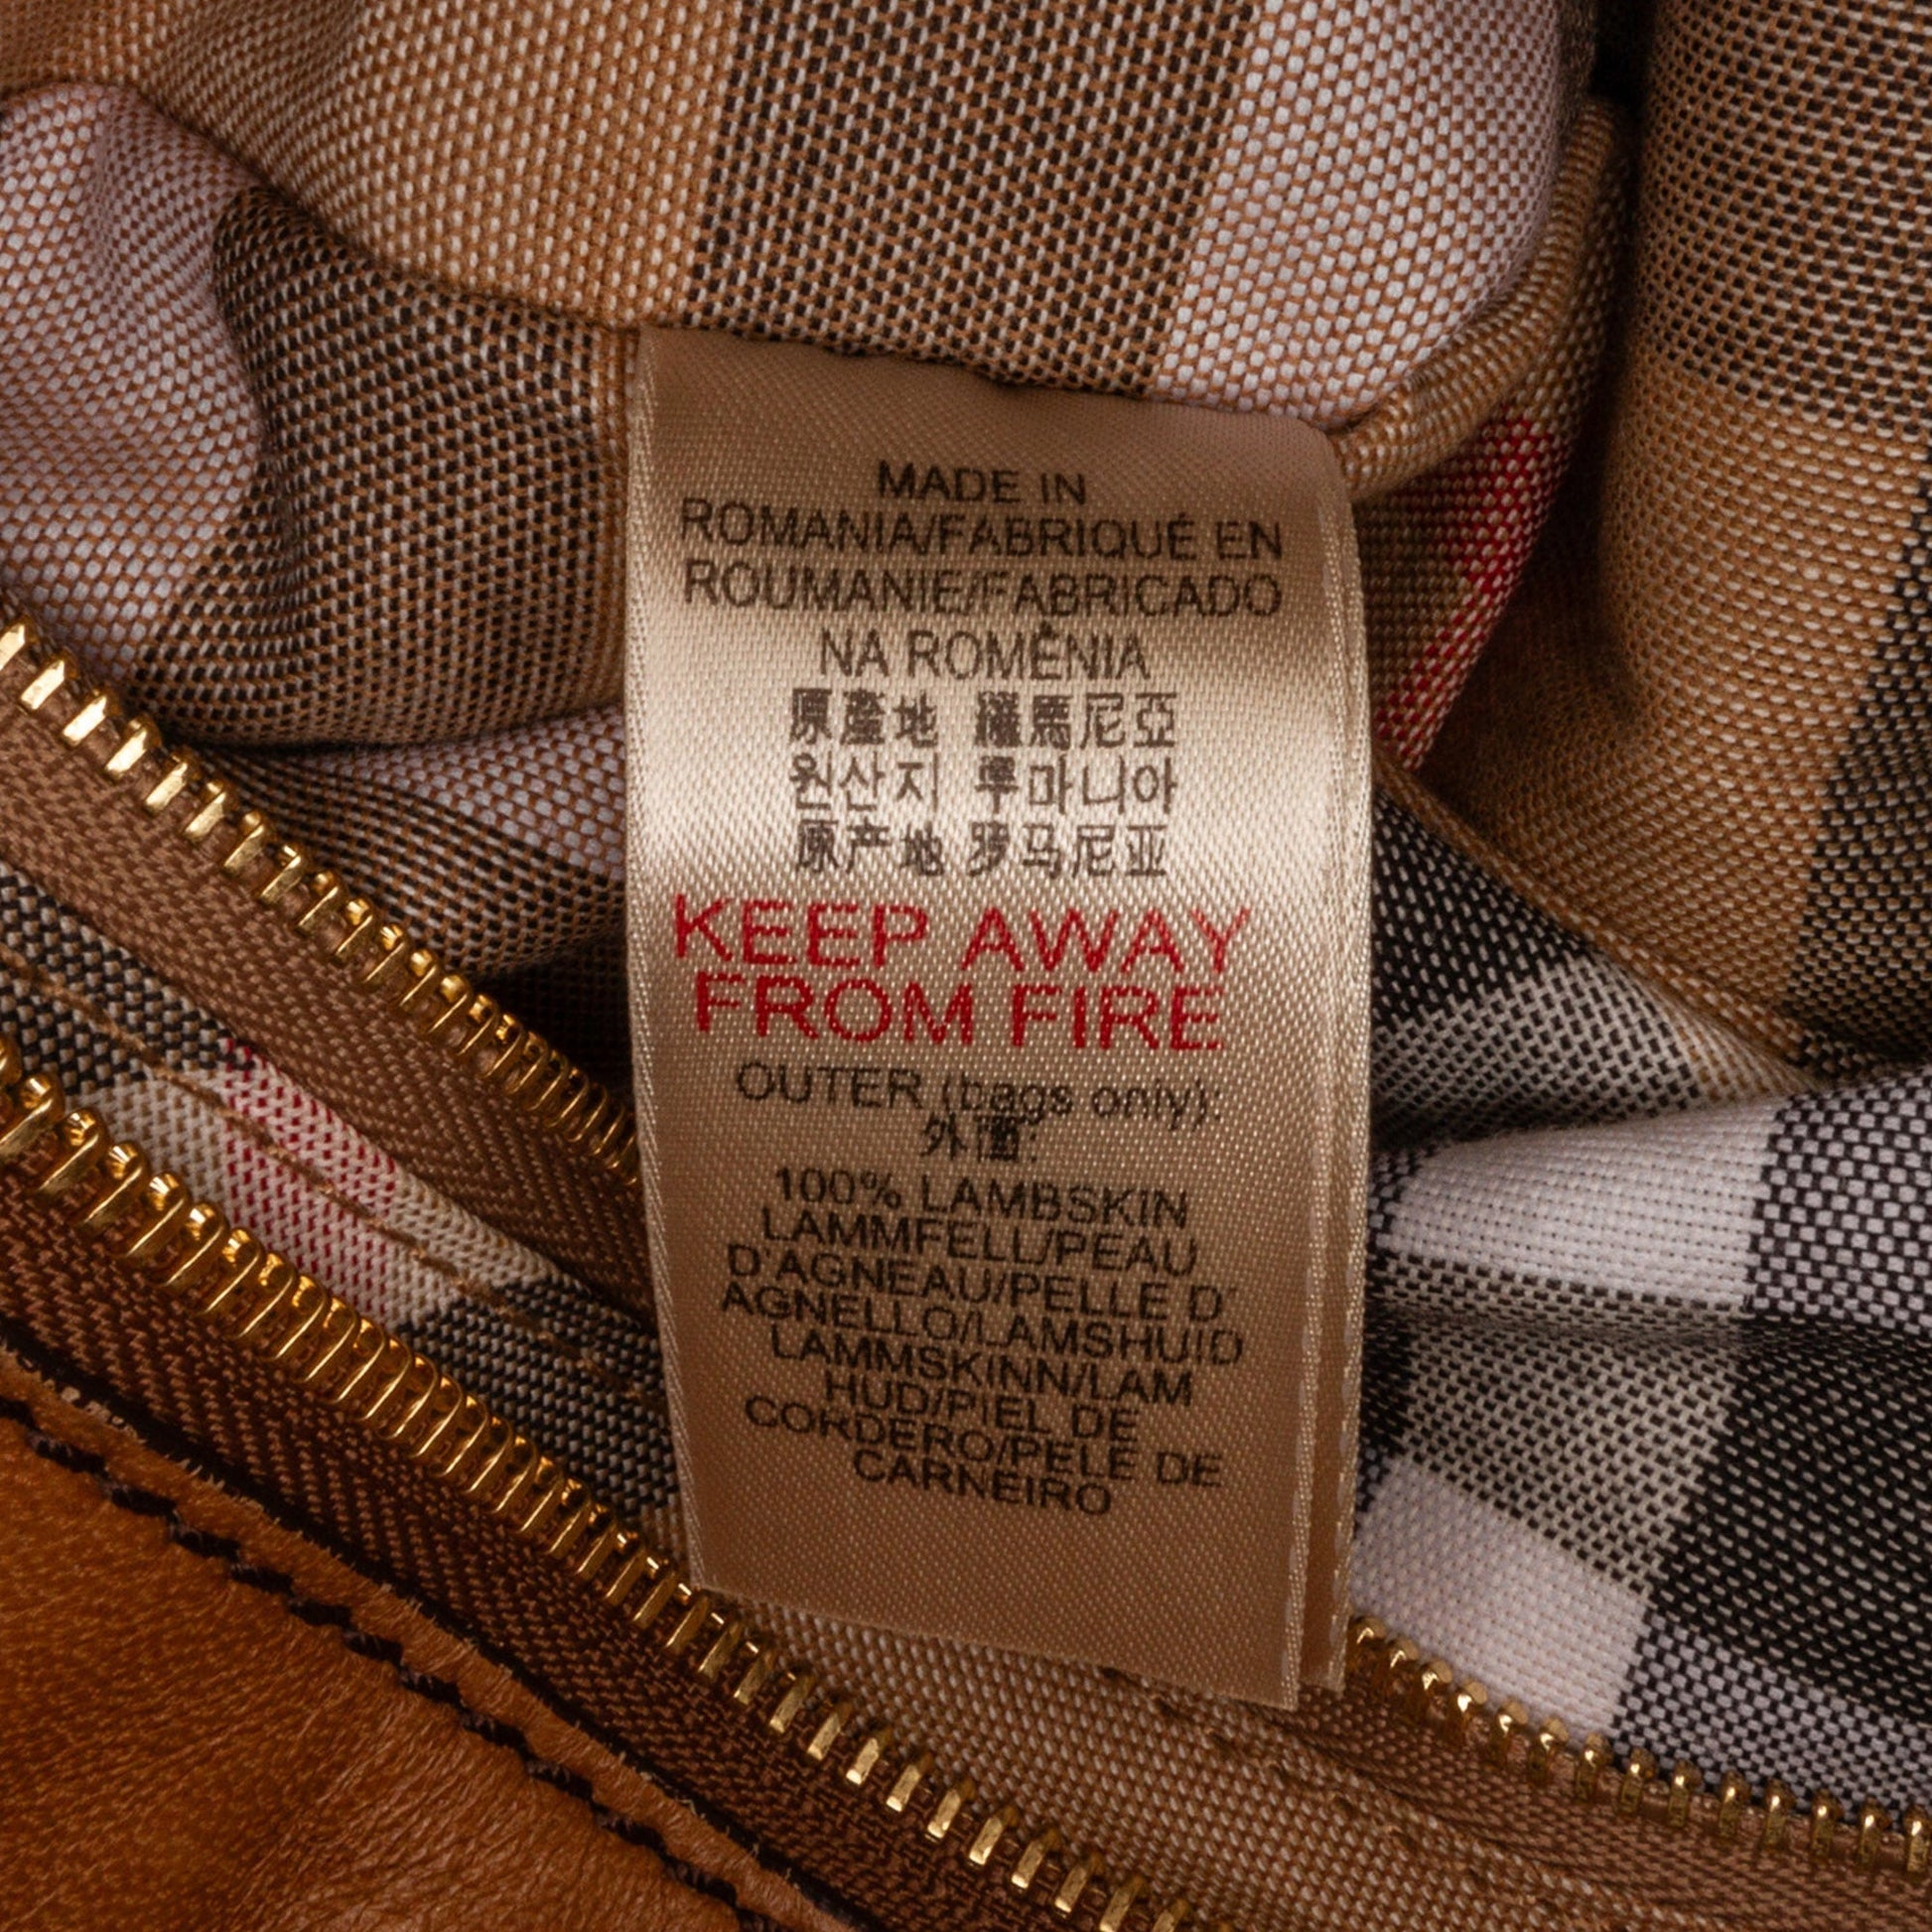 MADE IN
ROMANIA/FABRIQUÉ EN
ROUMANIE/FABRICADO
NA ROMÊNIA
原產地 羅馬尼亞
원산지 루마니아
原产地 罗马尼亚
KEEP AWAY
FROM FIRE
OUTER (bags only):
外面:
100% LAMBSKIN
LAMMFELL/PEAU
D'AGNEAU/PELLE D'
AGNELLO/LAMSHUID
LAMMSKINN/LAM
HUD/PIEL DE
CORDERO/PELE DE
CARNEIRO